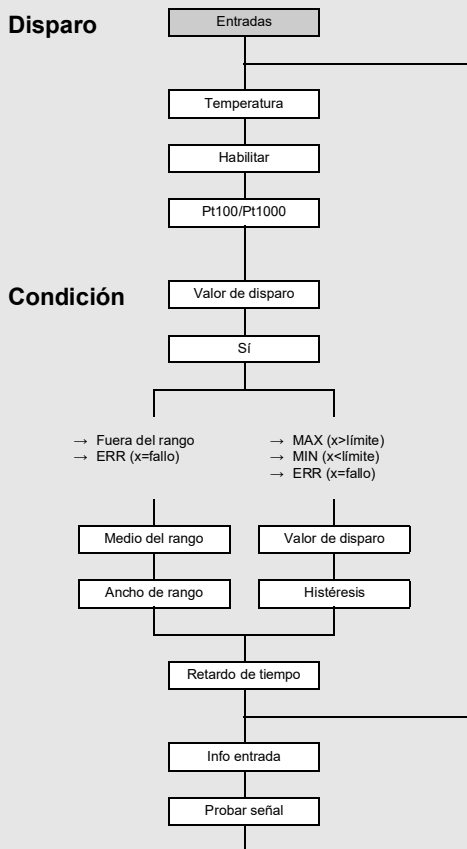 Disparo
Entradas
Temperatura
Habilitar
Pt100/Pt1000
Condición
Valor de disparo
Sí
→ Fuera del rango
→ ERR (x=fallo)
→ MAX (x>límite)
→ MIN (x<límite)
→ ERR (x=fallo)
Medio del rango
Valor de disparo
Ancho de rango
Histéresis
Retardo de tiempo
Info entrada
Probar señal